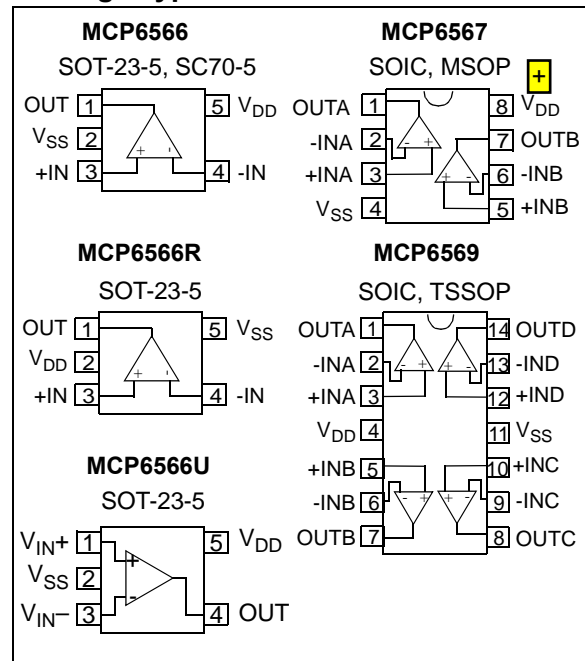 MCP6566
SOT-23-5, SC70-5
OUT 1
5 VDD
VSS 2
+IN 3
4 -IN
+ -
MCP6567
SOIC, MSOP
+
OUTA 1
8 VDD
-INA 2
7 OUTB
+INA 3
6 -INB
VSS 4
5 +INB
- +
+ -
MCP6566R
SOT-23-5
OUT 1
5 VSS
VDD 2
+IN 3
4 -IN
+ -
MCP6569
SOIC, TSSOP
OUTA 1
14 OUTD
-INA 2
13 -IND
+INA 3
12 +IND
VDD 4
11 VSS
+INB 5
10 +INC
-INB 6
9 -INC
OUTB 7
8 OUTC
- +
+ -
- +
+ -
MCP6566U
SOT-23-5
VIN+ 1
5 VDD
VSS 2
VIN– 3
4 OUT
+
-